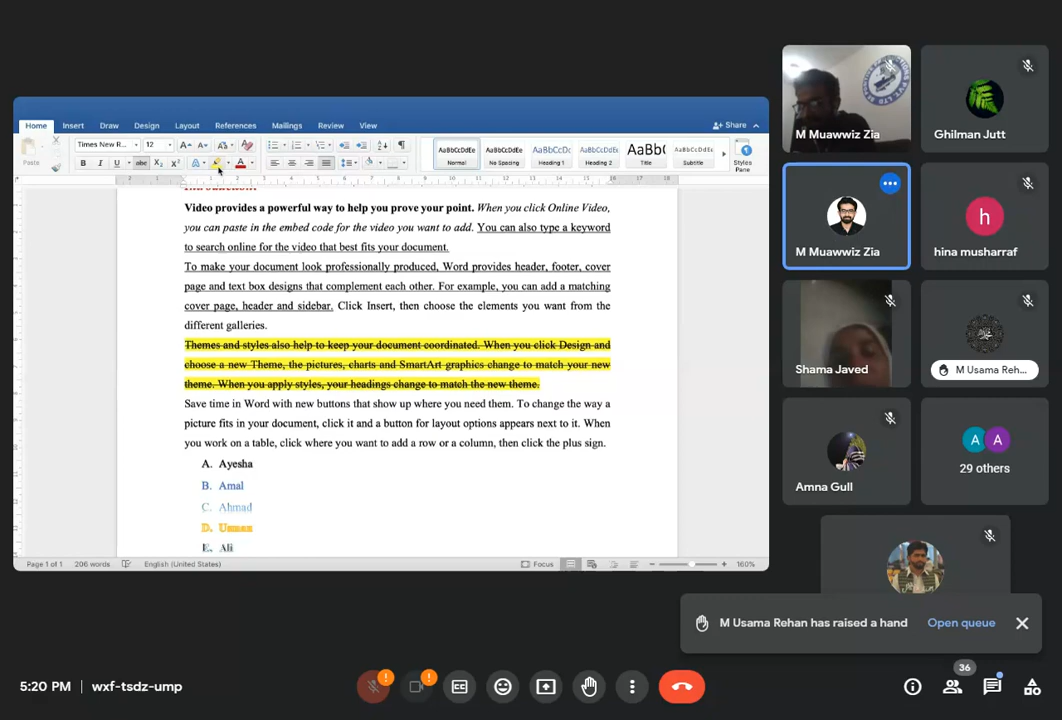 Home Insert Draw Design Layout References Mailings Review View Share
Times New R... 12
Paste
B I U abc X₂ X²
AaBbCcDdEe AaBbCcDdEe AaBbCcDc AaBbCcDdEe AaBb( AaBbCcDdEe
Normal No Spacing Heading 1 Heading 2 Title Subtitle Styles Pane
Introduction:
Video provides a powerful way to help you prove your point. When you click Online Video,
you can paste in the embed code for the video you want to add. You can also type a keyword
to search online for the video that best fits your document.
To make your document look professionally produced, Word provides header, footer, cover
page and text box designs that complement each other. For example, you can add a matching
cover page, header and sidebar. Click Insert, then choose the elements you want from the
different galleries.
Themes and styles also help to keep your document coordinated. When you click Design and
choose a new Theme, the pictures, charts and SmartArt graphics change to match your new
theme. When you apply styles, your headings change to match the new theme.
Save time in Word with new buttons that show up where you need them. To change the way a
picture fits in your document, click it and a button for layout options appears next to it. When
you work on a table, click where you want to add a row or a column, then click the plus sign.
A. Ayesha
B. Amal
C. Ahmad
D.
E. Ali
Page 1 of 1 206 words English (United States) Focus 160%
M Muawwiz Zia
Ghilman Jutt
M Muawwiz Zia
h
hina musharraf
Shama Javed
M Usama Reh...
Amna Gull
A A
29 others
M Usama Rehan has raised a hand Open queue
5:20 PM wxf-tsdz-ump
36